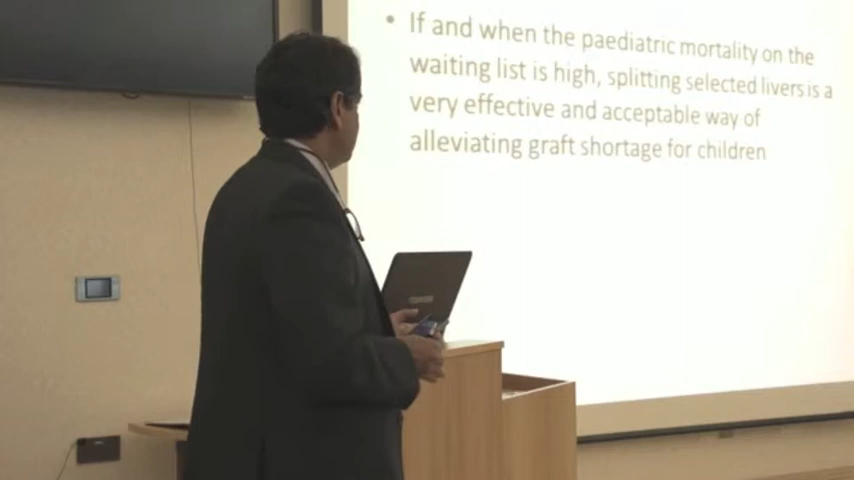 • If and when the paediatric mortality on the
waiting list is high, splitting selected livers is a
very effective and acceptable way of
alleviating graft shortage for children